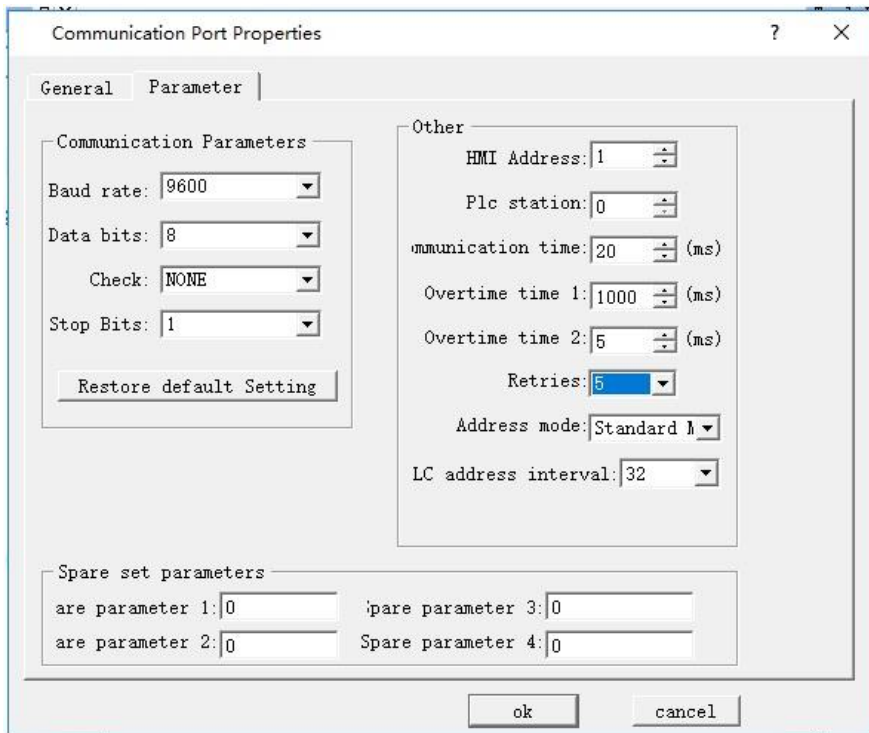 Communication Port Properties
? X
General Parameter
Communication Parameters
Baud rate: 9600
Data bits: 8
Check: NONE
Stop Bits: 1
Restore default Setting
Other
HMI Address: 1
Plc station: 0
mmunication time: 20 (ms)
Overtime time 1: 1000 (ms)
Overtime time 2: 5 (ms)
Retries: 5
Address mode: Standard M
LC address interval: 32
Spare set parameters
are parameter 1: 0
are parameter 2: 0
pare parameter 3: 0
Spare parameter 4: 0
ok cancel